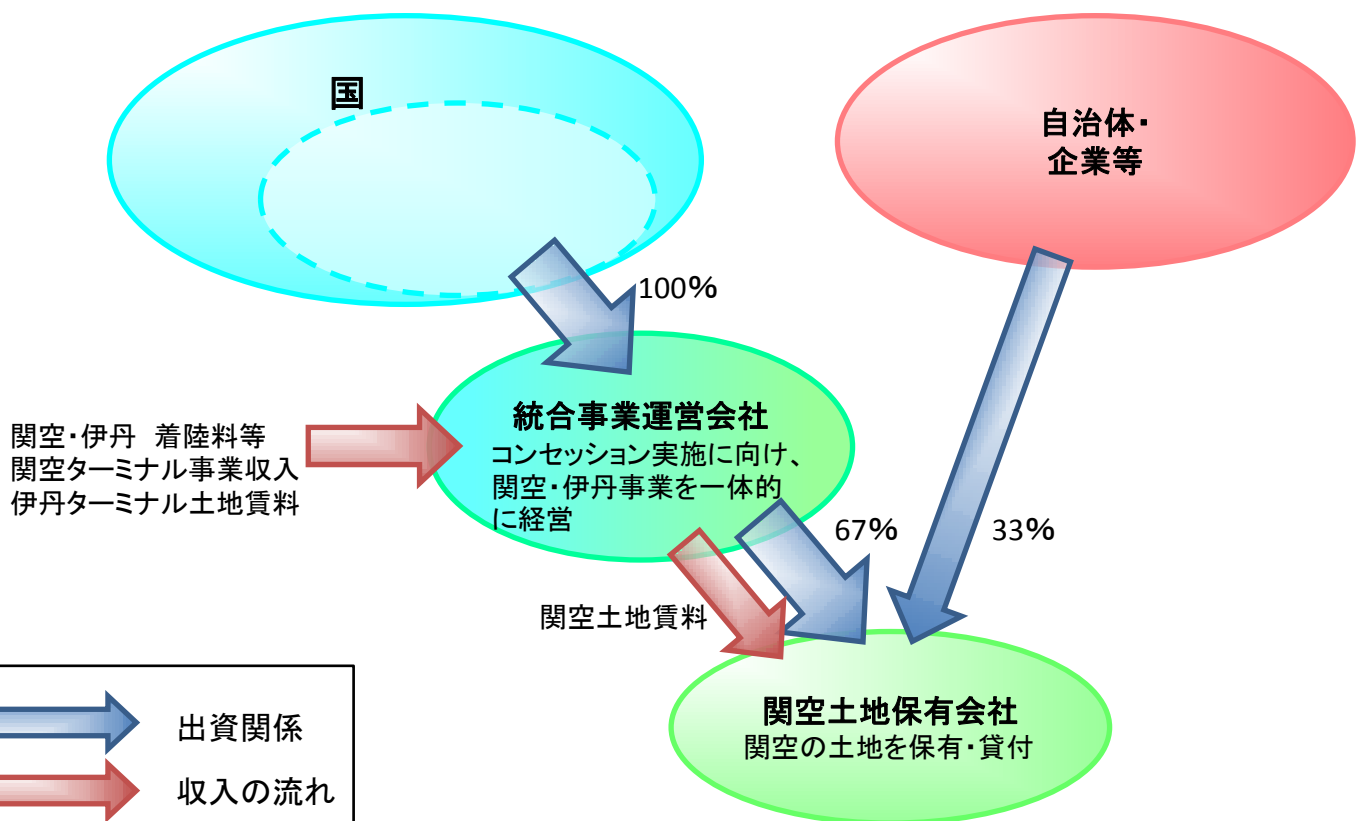 国
自治体・
企業等
100%
統合事業運営会社
コンセッション実施に向け、
関空・伊丹事業を一体的
に経営
関空・伊丹 着陸料等
関空ターミナル事業収入
伊丹ターミナル土地賃料
67%
33%
関空土地賃料
関空土地保有会社
関空の土地を保有・貸付
出資関係
収入の流れ